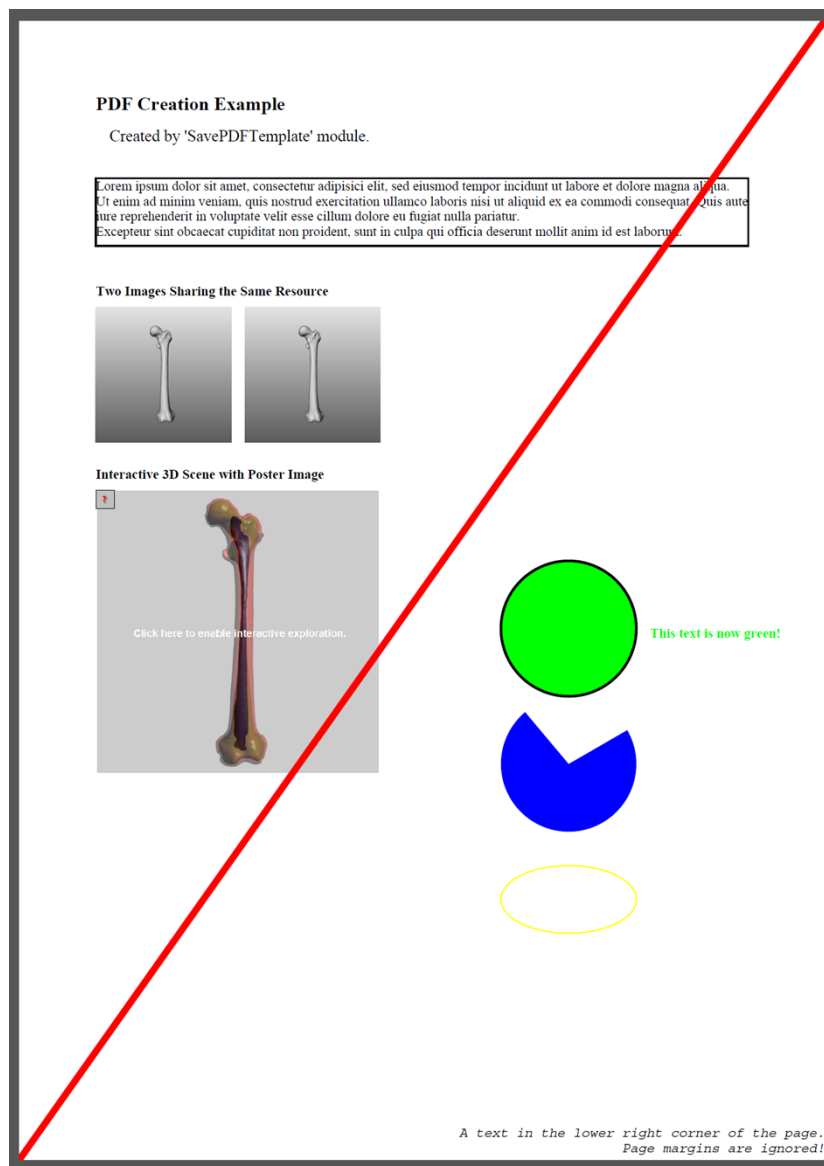 PDF Creation Example
Created by 'SavePDFTemplate' module.
Lorem ipsum dolor sit amet, consectetur adipisici elit, sed eiusmod tempor incidunt ut labore et dolore magna aliqua.
Ut enim ad minim veniam, quis nostrud exercitation ullamco laboris nisi ut aliquid ex ea commodi consequat. Quis aute
iure reprehenderit in voluptate velit esse cillum dolore eu fugiat nulla pariatur.
Excepteur sint obcaecat cupiditat non proident, sunt in culpa qui officia deserunt mollit anim id est laborum.
Two Images Sharing the Same Resource
Interactive 3D Scene with Poster Image
Click here to enable interactive exploration.
This text is now green!
A text in the lower right corner of the page.
Page margins are ignored!